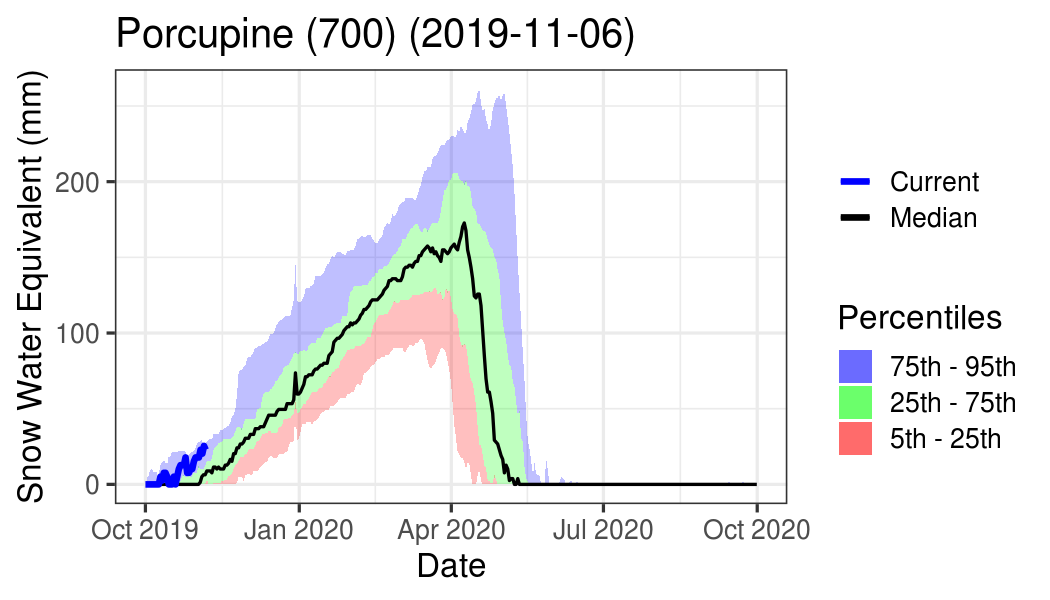 Porcupine (700) (2019-11-06)
Snow Water Equivalent (mm)
200
100
0
Oct 2019
Jan 2020
Apr 2020
Jul 2020
Oct 2020
Date
Current
Median
Percentiles
75th - 95th
25th - 75th
5th - 25th